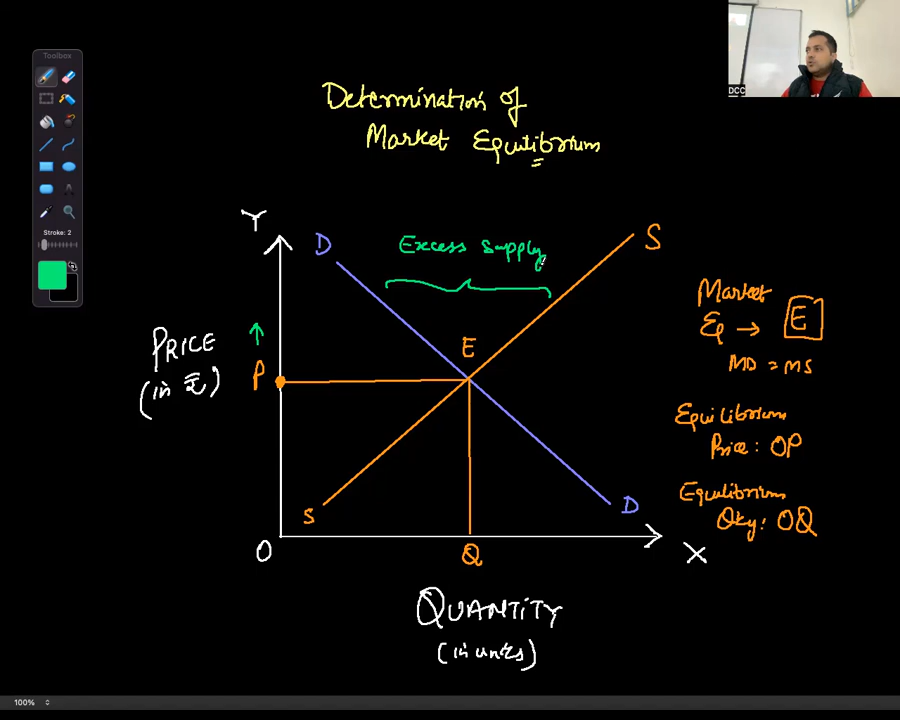 DCC
Toolbox
Determination of
Market Equilibrium
Y
D
Excess Supply
S
Market
Eq → E
E
PRICE
(in ₹)
P
MD = MS
Equilibrium
Price: OP
Equilibrium
Qty: OQ
Stroke: 2
S
D
O
Q
X
QUANTITY
(in units)
100%